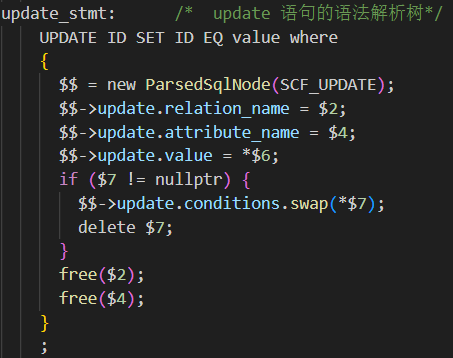 update_stmt:      /*  update 语句的语法解析树*/
    UPDATE ID SET ID EQ value where
    {
      $$ = new ParsedSqlNode(SCF_UPDATE);
      $$->update.relation_name = $2;
      $$->update.attribute_name = $4;
      $$->update.value = *$6;
      if ($7 != nullptr) {
        $$->update.conditions.swap(*$7);
        delete $7;
      }
      free($2);
      free($4);
    }
    ;